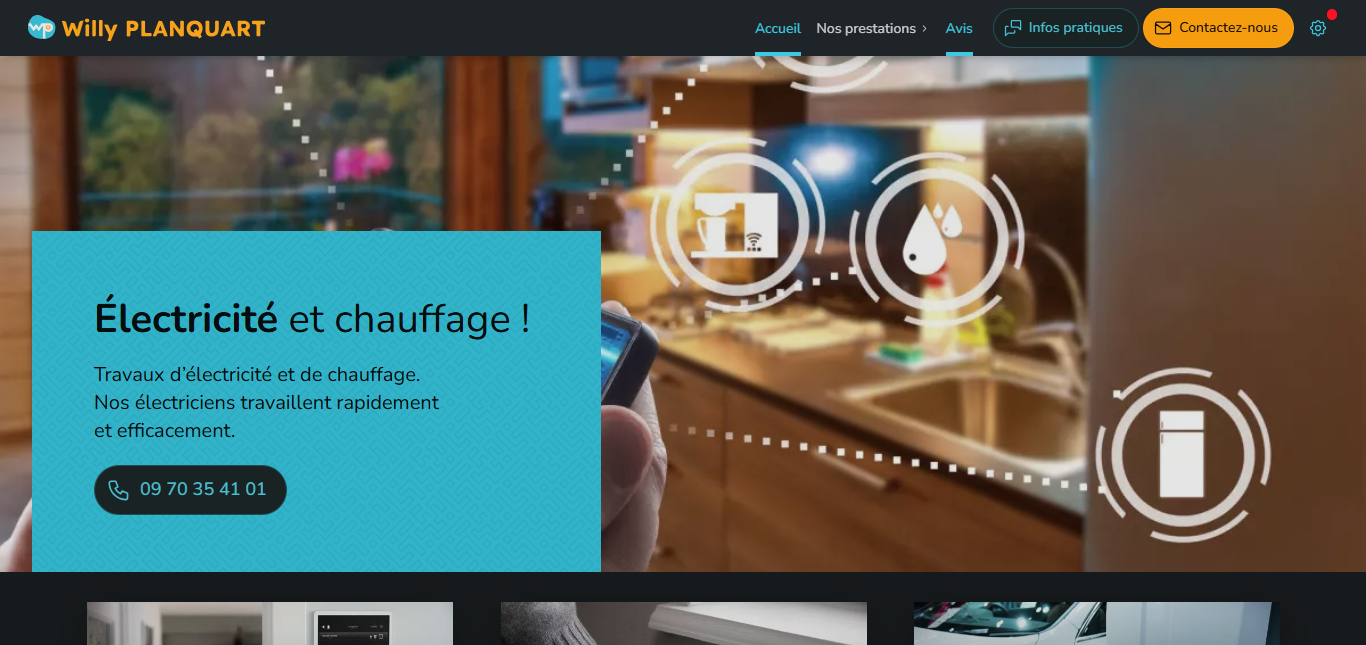 wp Willy PLANQUART
Accueil
Nos prestations
Avis
Infos pratiques
Contactez-nous
Électricité et chauffage !
Travaux d'électricité et de chauffage.
Nos électriciens travaillent rapidement
et efficacement.
09 70 35 41 01